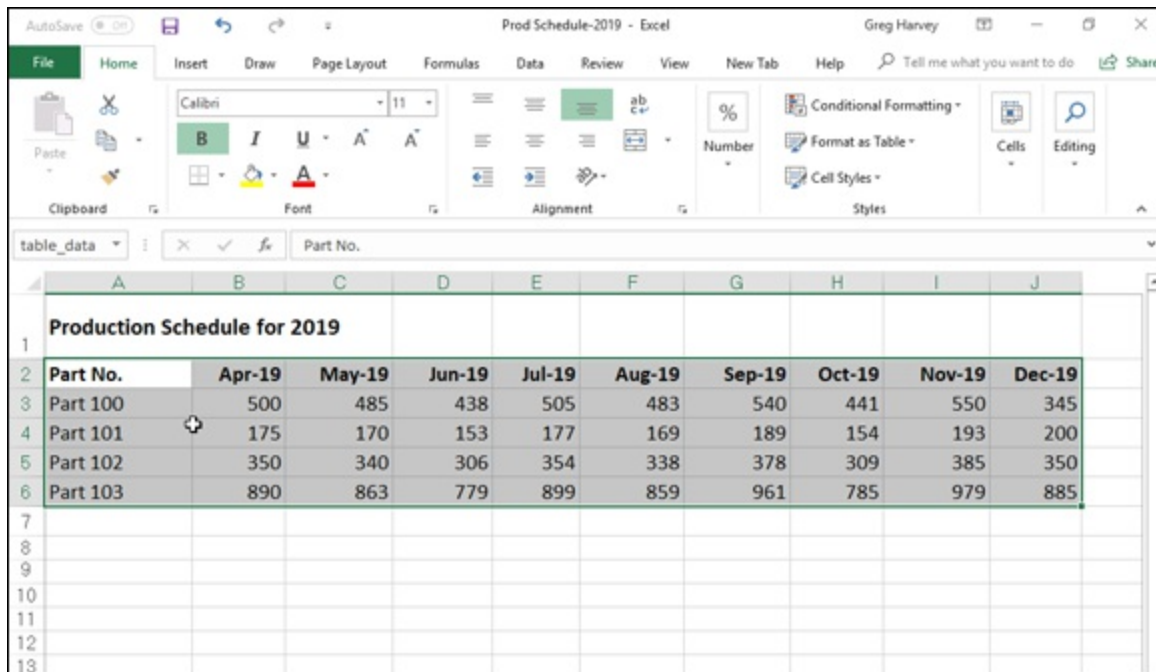 AutoSave Off Prod Schedule-2019 - Excel Greg Harvey
File Home Insert Draw Page Layout Formulas Data Review View New Tab Help Tell me what you want to do Share
Calibri 11 ab % Conditional Formatting
Paste B I U A A Number Format as Table Cells Editing
A Cell Styles
Clipboard Font Alignment Styles
table_data fx Part No.
A B C D E F G H I J
1 Production Schedule for 2019
2 Part No. Apr-19 May-19 Jun-19 Jul-19 Aug-19 Sep-19 Oct-19 Nov-19 Dec-19
3 Part 100 500 485 438 505 483 540 441 550 345
4 Part 101 175 170 153 177 169 189 154 193 200
5 Part 102 350 340 306 354 338 378 309 385 350
6 Part 103 890 863 779 899 859 961 785 979 885
7
8
9
10
11
12
13